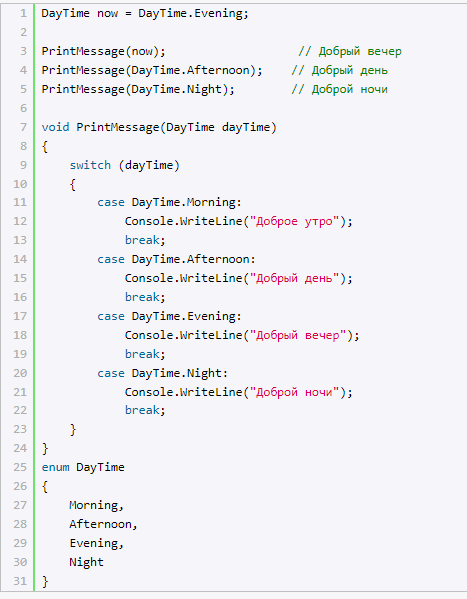 1 DayTime now = DayTime.Evening;
2
3 PrintMessage(now);                   // Добрый вечер
4 PrintMessage(DayTime.Afternoon);    // Добрый день
5 PrintMessage(DayTime.Night);        // Доброй ночи
6
7 void PrintMessage(DayTime dayTime)
8 {
9     switch (dayTime)
10     {
11         case DayTime.Morning:
12             Console.WriteLine("Доброе утро");
13             break;
14         case DayTime.Afternoon:
15             Console.WriteLine("Добрый день");
16             break;
17         case DayTime.Evening:
18             Console.WriteLine("Добрый вечер");
19             break;
20         case DayTime.Night:
21             Console.WriteLine("Доброй ночи");
22             break;
23     }
24 }
25 enum DayTime
26 {
27     Morning,
28     Afternoon,
29     Evening,
30     Night
31 }